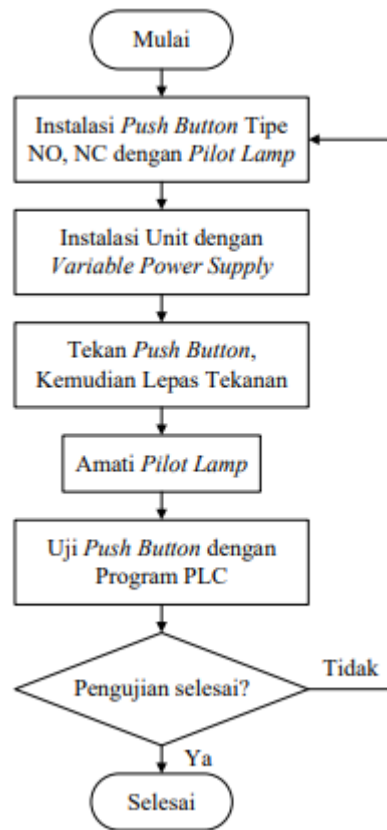 Mulai
Instalasi Push Button Tipe
NO, NC dengan Pilot Lamp
Instalasi Unit dengan
Variable Power Supply
Tekan Push Button,
Kemudian Lepas Tekanan
Amati Pilot Lamp
Uji Push Button dengan
Program PLC
Pengujian selesai?
Tidak
Ya
Selesai